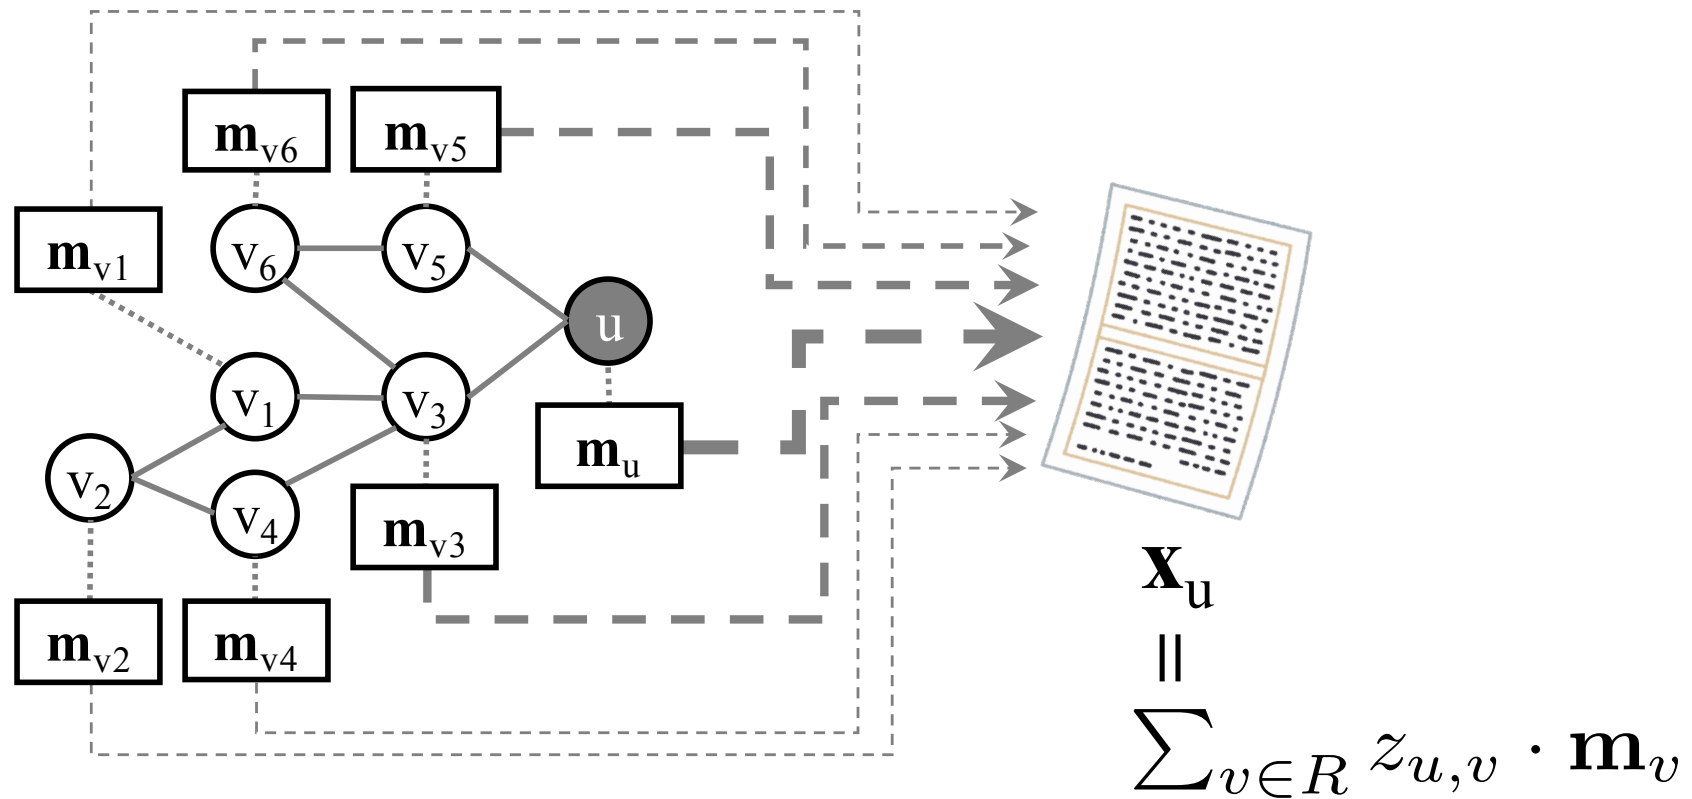 m_v6
m_v5
m_v1
v_6
v_5
u
v_1
v_3
m_u
v_2
v_4
m_v3
m_v2
m_v4
x_u
=
∑_{v∈R} z_{u,v} · m_v